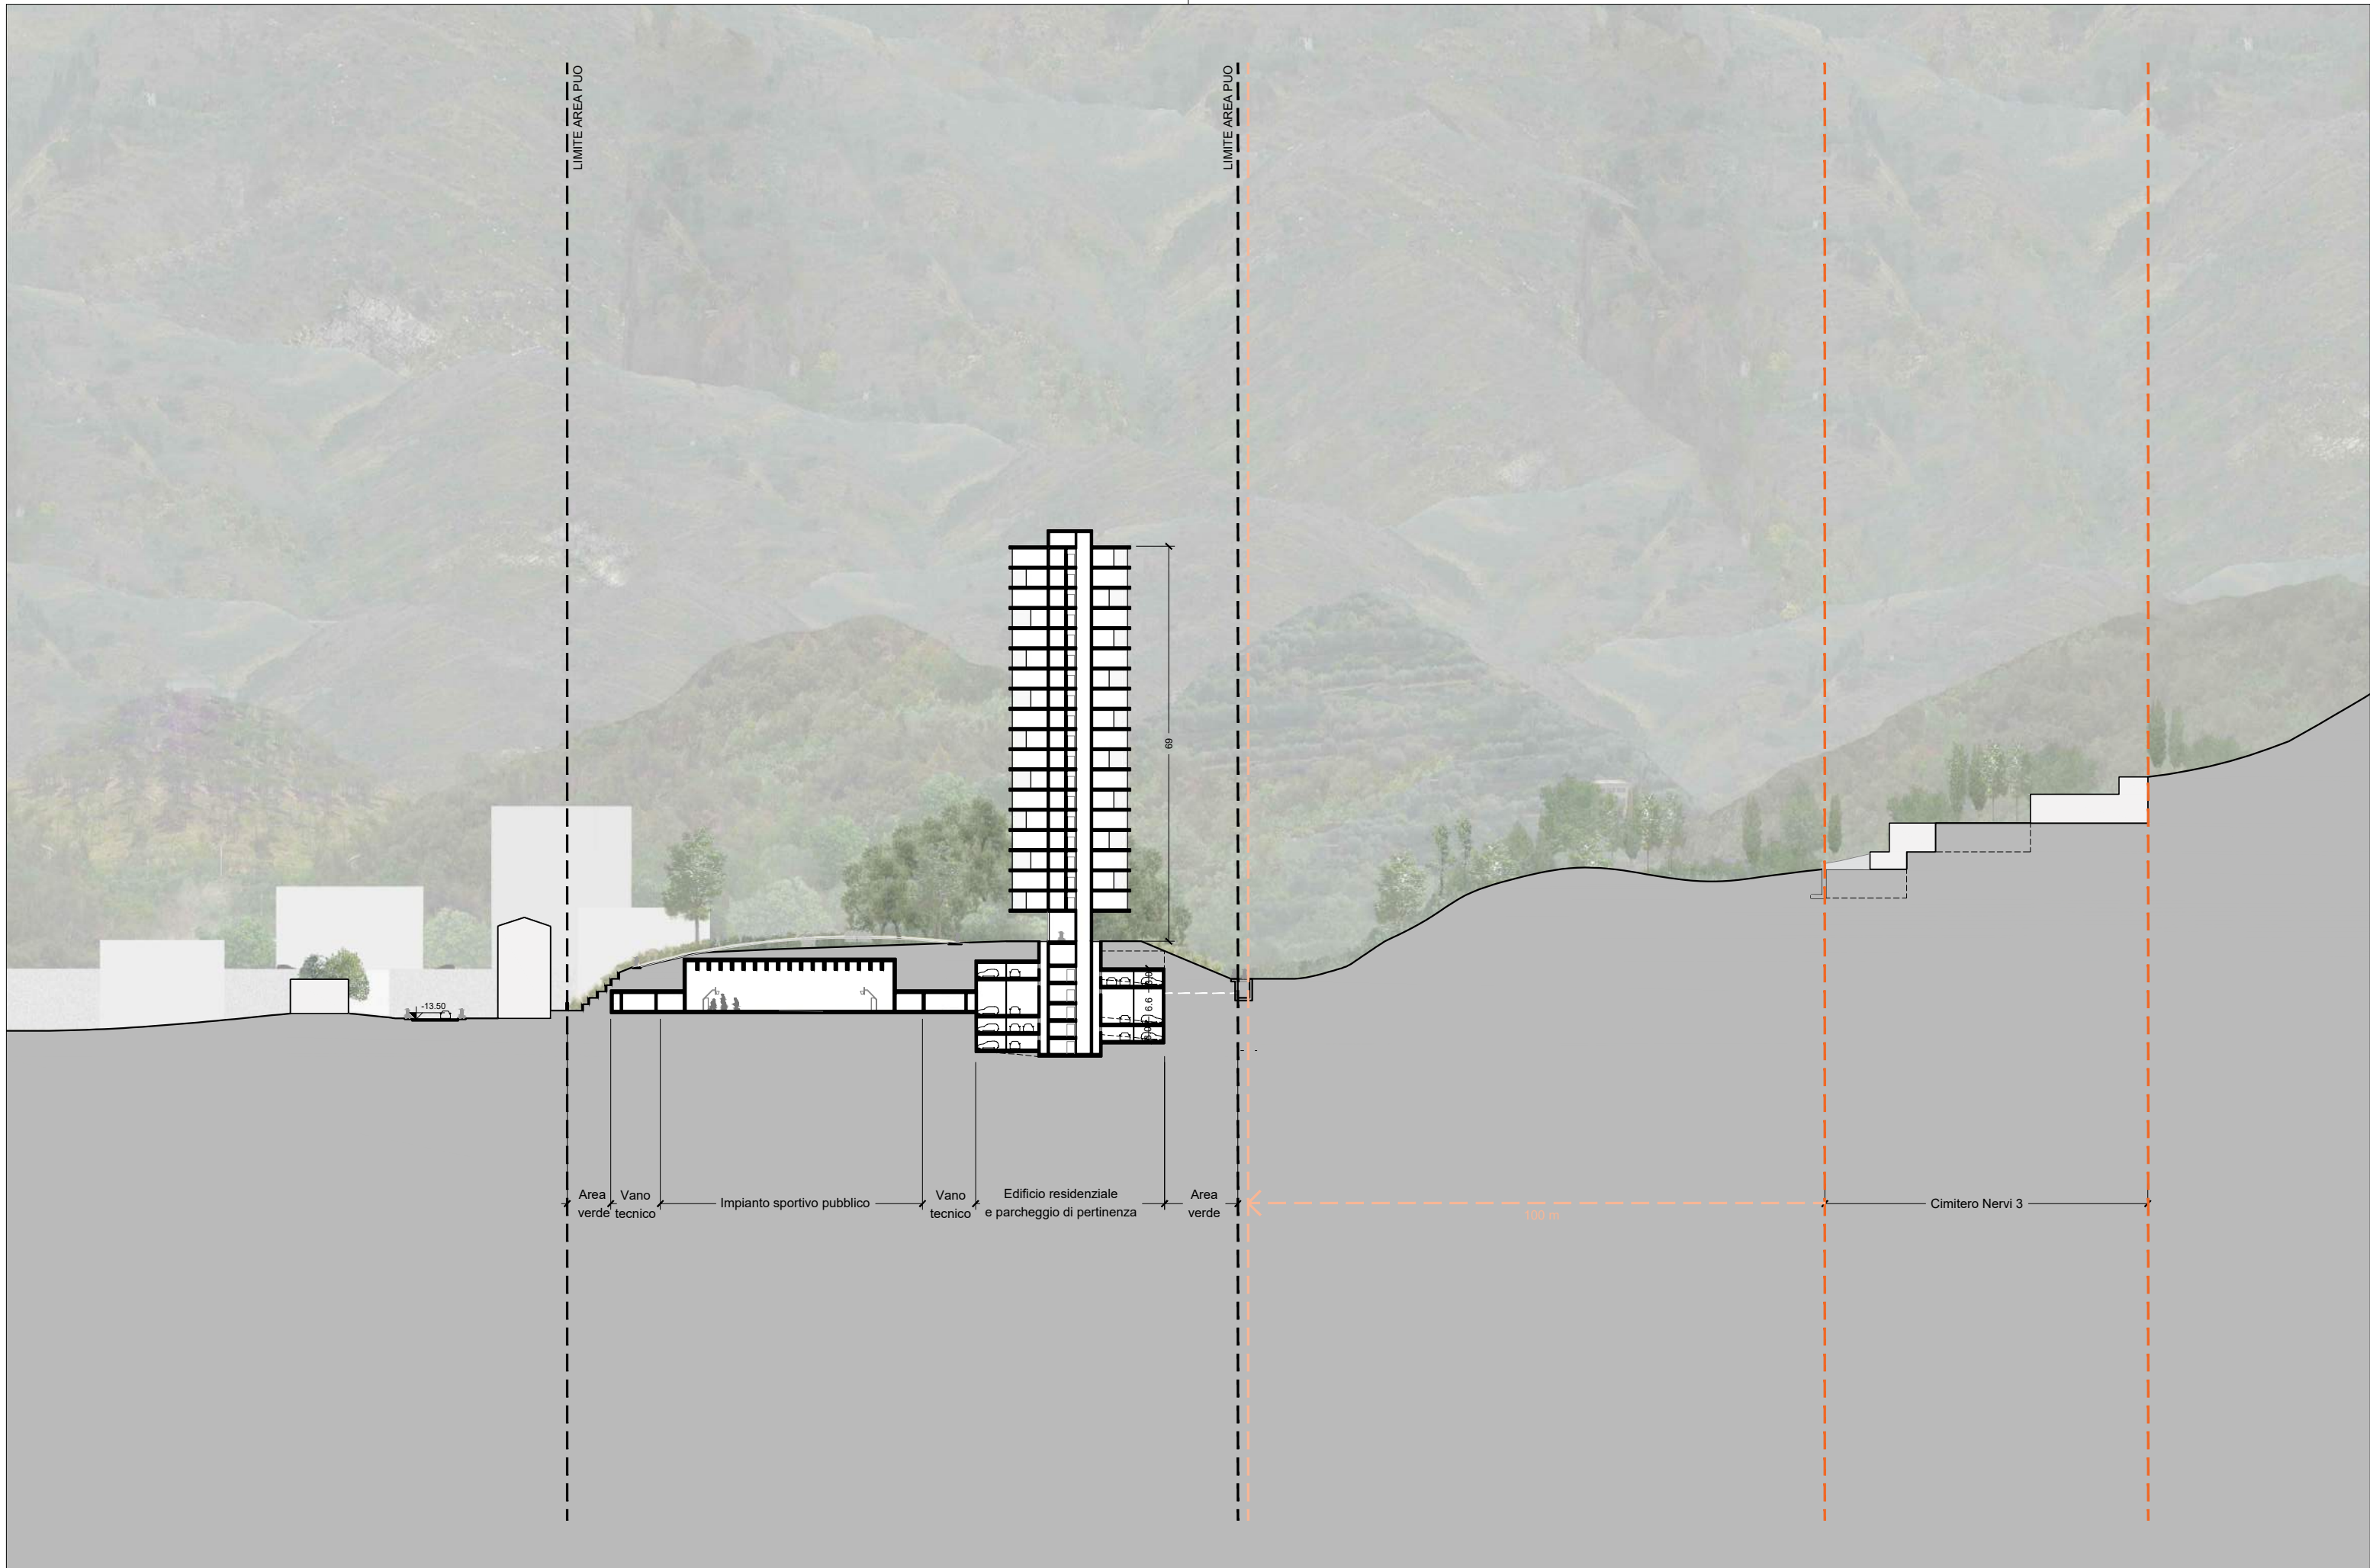 LIMITE AREA PUO
LIMITE AREA PUO
69
-13.50
6.6
Area
verde
Vano
tecnico
Impianto sportivo pubblico
Vano
tecnico
Edificio residenziale
e parcheggio di pertinenza
Area
verde
100 m
Cimitero Nervi 3